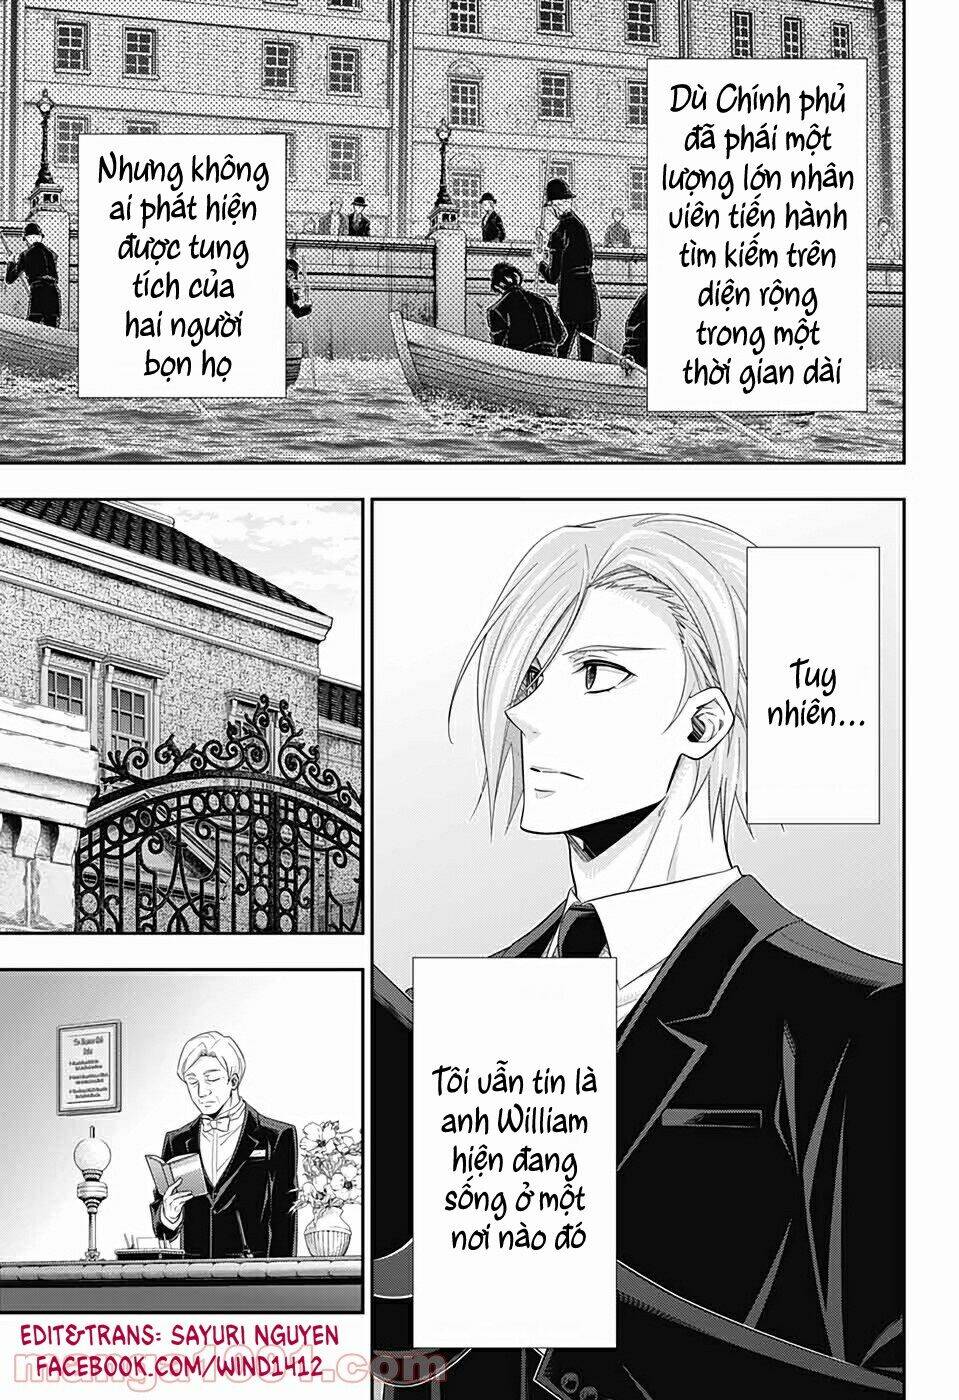 Dù Chính phủ
đã phái một
lượng lớn nhân
viên tiến hành
tìm kiếm trên
diện rộng
trong một
thời gian dài
Nhưng không
ai phát hiện
được tung
tích của
hai người
bọn họ
Tuy
nhiên...
Tôi vẫn tin là
anh William
hiện đang
sống ở một
nơi nào đó
EDIT&TRANS: SAYURI NGUYEN
FACEBOOK.COM/WIND1412
manga1001.com